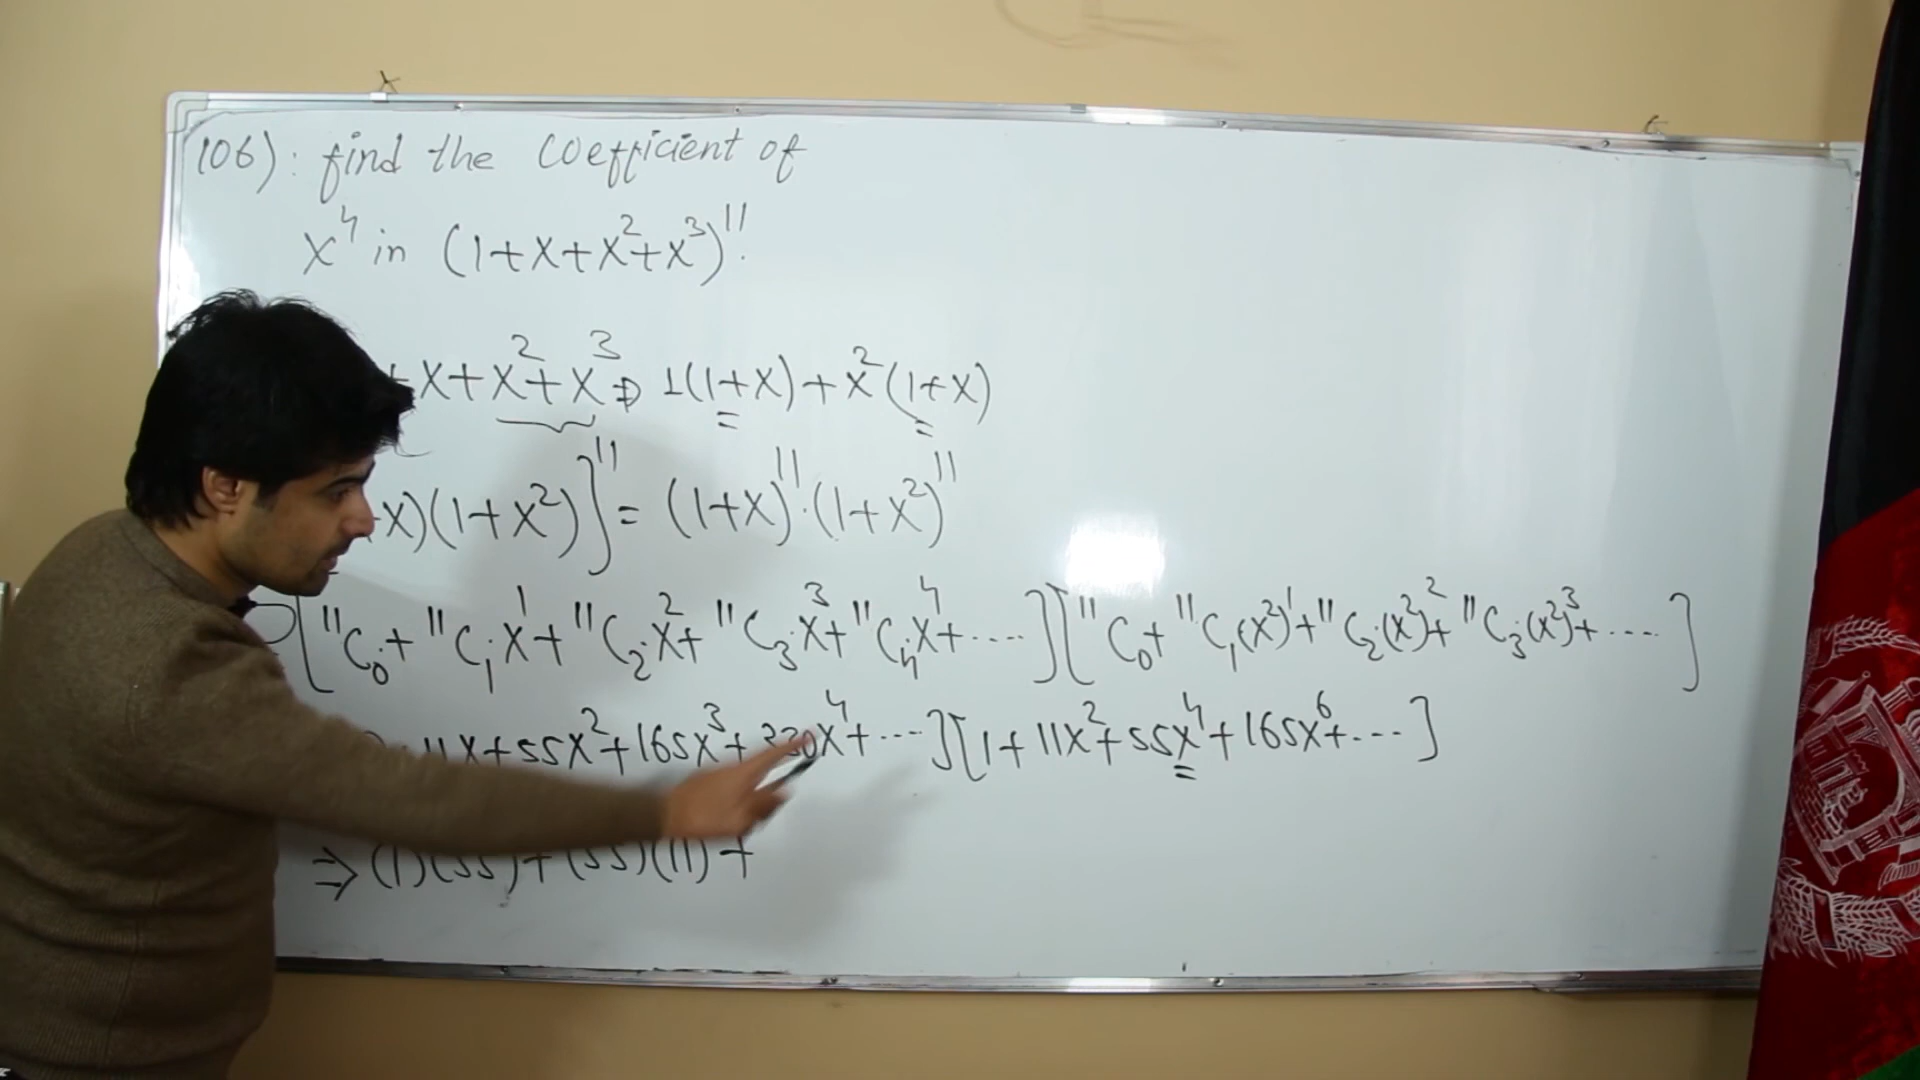 (106): find the coefficient of
x⁴ in (1+x+x²+x³)¹¹.
+x+x²+x³ ⇒ 1(1+x)+x²(1+x)
x)(1+x²)]¹¹ = (1+x)¹¹·(1+x²)¹¹
[¹¹C₀+¹¹C₁x¹+¹¹C₂x²+¹¹C₃x³+¹¹C₄x⁴+....][¹¹C₀+¹¹C₁(x²)¹+¹¹C₂(x²)²+¹¹C₃(x²)³+....]
11x+55x²+165x³+330x⁴+....][1+11x²+55x⁴+165x⁶+....]
⇒(1)(55)+(55)(11)+